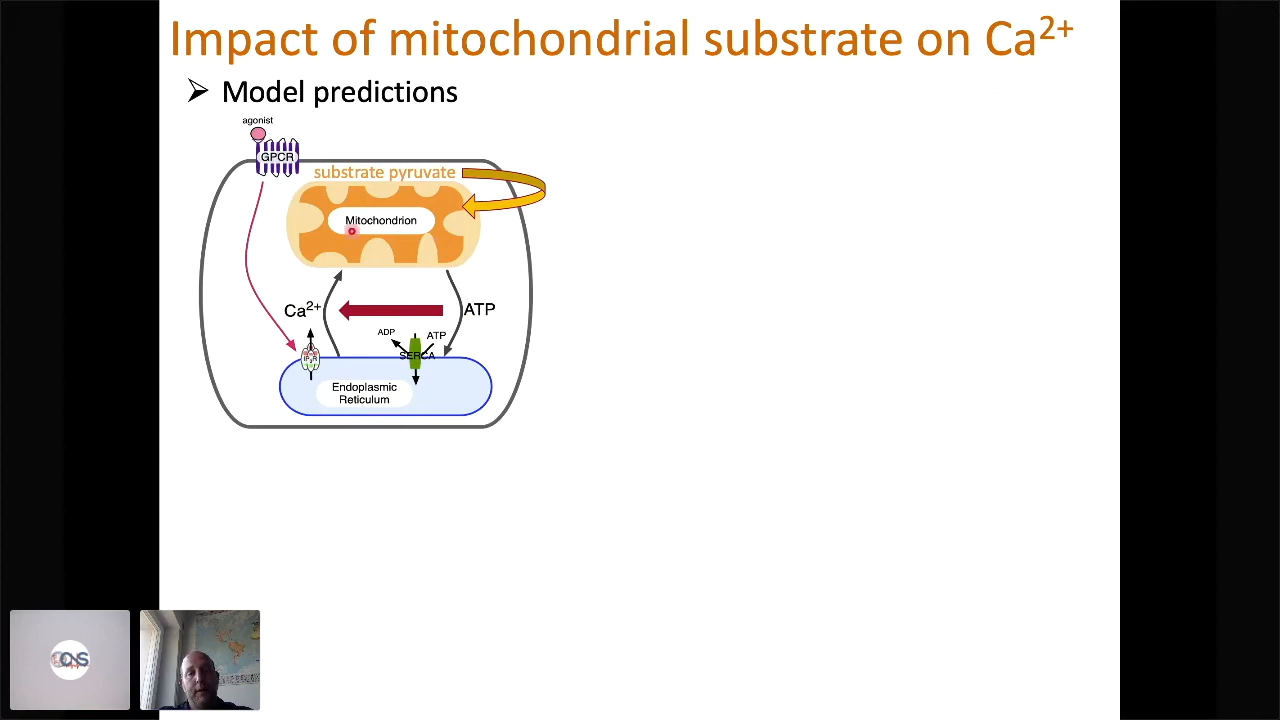 Impact of mitochondrial substrate on Ca2+
➢ Model predictions
agonist
GPCR
substrate pyruvate
Mitochondrion
Ca2+
ATP
ADP
ATP
SERCA
IP3R
Endoplasmic
Reticulum